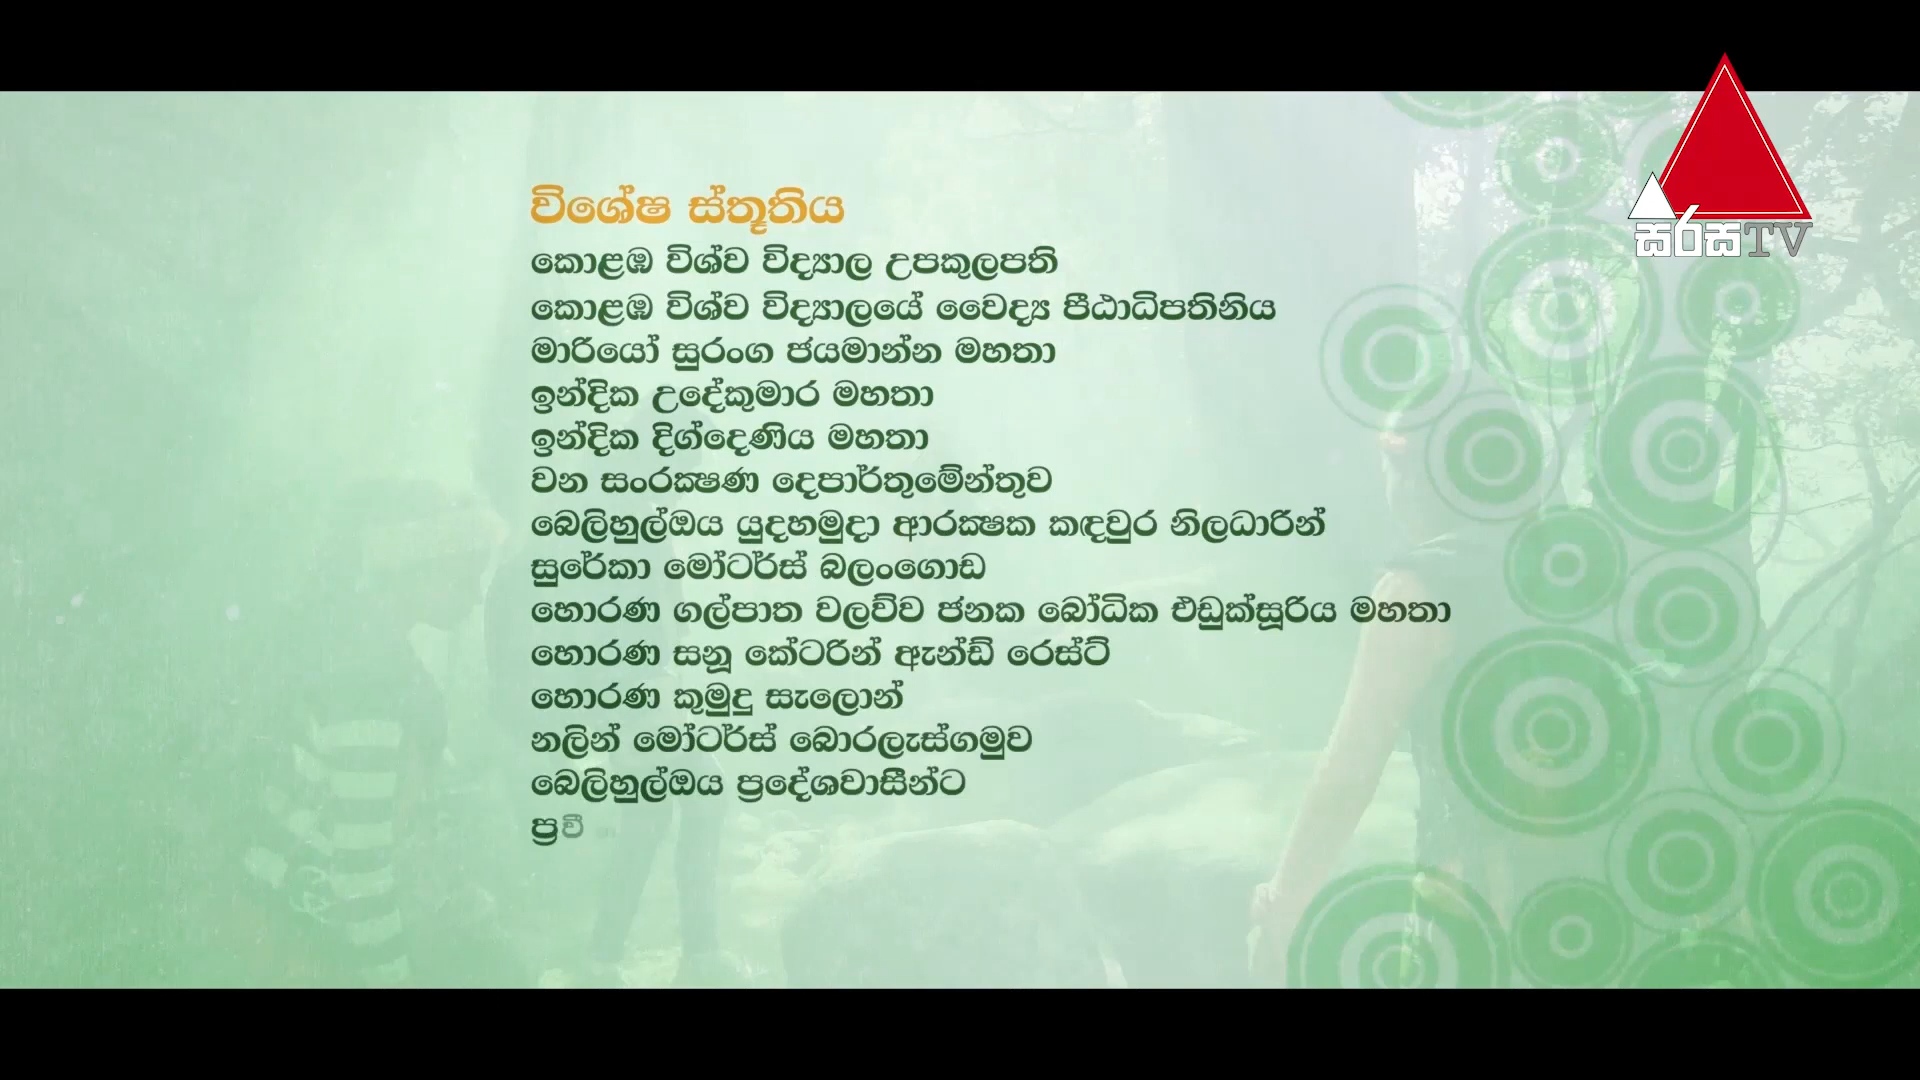 විශේෂ ස්තූතිය
කොළඹ විශ්ව විද්‍යාල උපකුලපති
කොළඹ විශ්ව විද්‍යාලයේ වෛද්‍ය පීඨාධිපතිනිය
මාරියෝ සුරංග ජයමාන්න මහතා
ඉන්දික උදේකුමාර මහතා
ඉන්දික දිග්දෙණිය මහතා
වන සංරක්‍ෂණ දෙපාර්තුමේන්තුව
බෙලිහුල්ඔය යුදහමුදා ආරක්‍ෂක කඳවුර නිලධාරින්
සුරේකා මෝටර්ස් බලංගොඩ
හොරණ ගල්පාත වලව්ව ජනක බෝධික එඩුක්සූරිය මහතා
හොරණ සනූ කේටරින් ඇන්ඩ් රෙස්ට්
හොරණ කුමුදු සැලොන්
නලින් මෝටර්ස් බොරලැස්ගමුව
බෙලිහුල්ඔය ප්‍රදේශවාසීන්ට
ප්‍රවී
සිරස TV